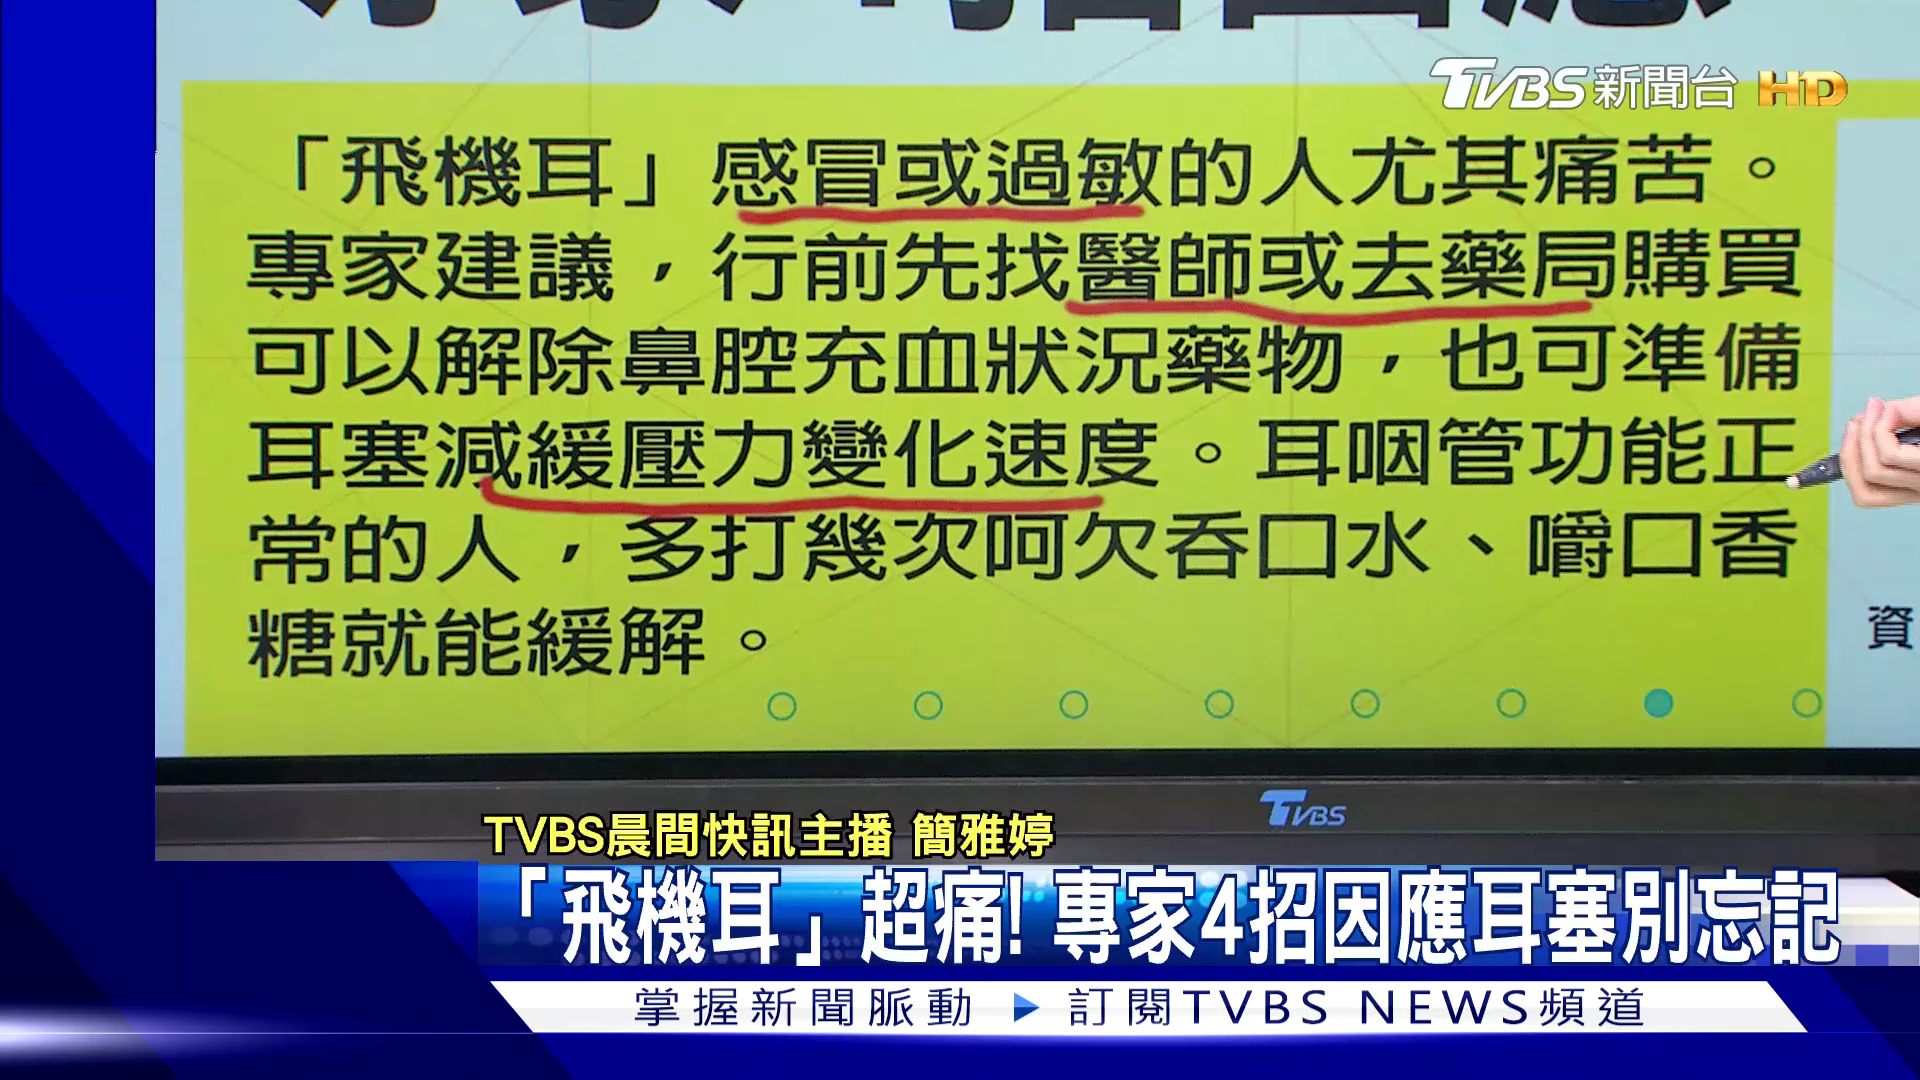 TVBS新聞台 HD
「飛機耳」感冒或過敏的人尤其痛苦。
專家建議,行前先找醫師或去藥局購買
可以解除鼻腔充血狀況藥物,也可準備
耳塞減緩壓力變化速度。耳咽管功能正
常的人,多打幾次呵欠吞口水、嚼口香
糖就能緩解。
資
TVBS
TVBS晨間快訊主播 簡雅婷
「飛機耳」超痛!專家4招因應耳塞別忘記
掌握新聞脈動 ▶ 訂閱TVBS NEWS頻道